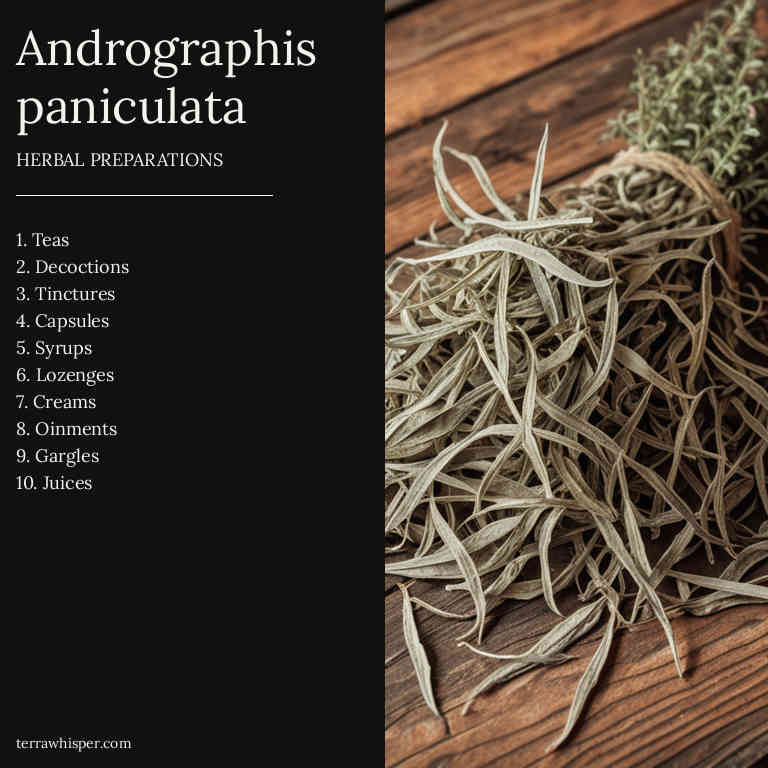 Andrographis
paniculata
HERBAL PREPARATIONS
1. Teas
2. Decoctions
3. Tinctures
4. Capsules
5. Syrups
6. Lozenges
7. Creams
8. Oinments
9. Gargles
10. Juices
terrawhisper.com